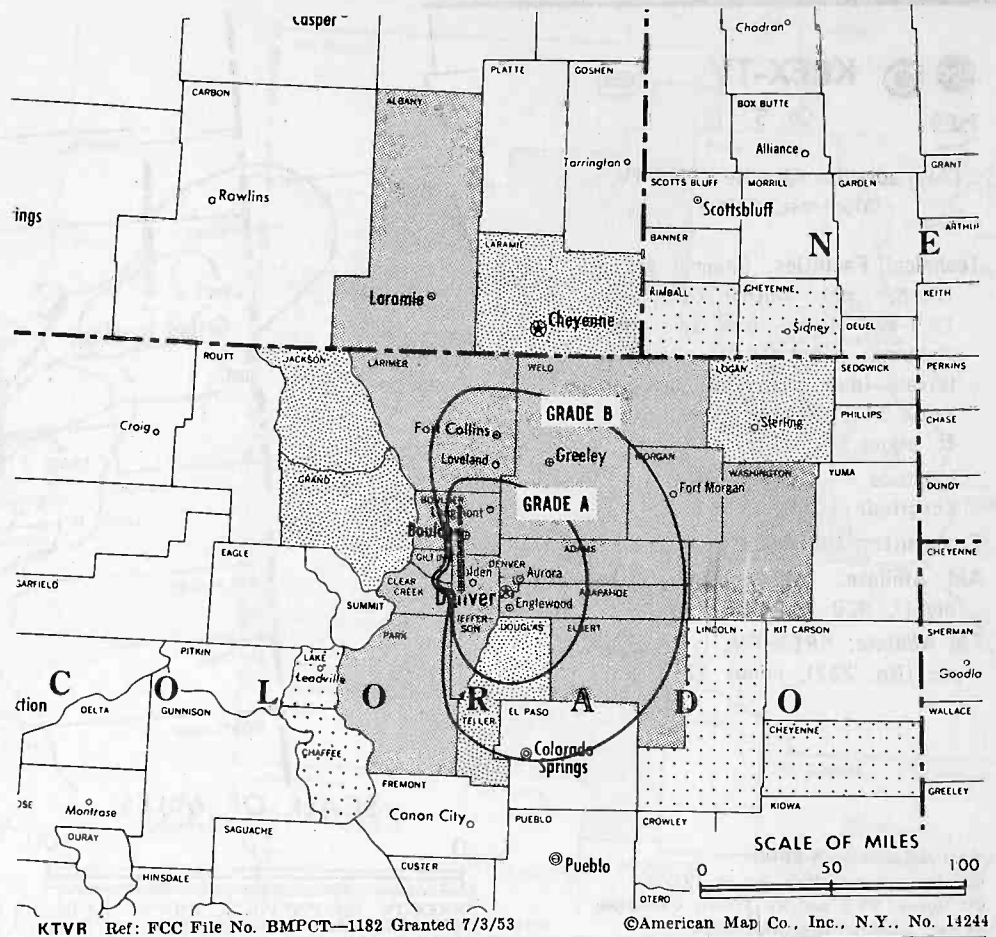 Casper
Chadron
PLATTE
GOSHEN
CARBON
ALBANY
BOX BUTTE
Alliance
Torrington
GRANT
Rawlins
SCOTTS BLUFF
MORRILL
GARDEN
ings
Scottsbluff
ARTHUR
BANNER
N E
LARAMIE
Laramie
Cheyenne
KIMBALL
CHEYENNE
KEITH
Sidney
DEUEL
ROUTT
JACKSON
LARIMER
WELD
LOGAN
SEDGWICK
PERKINS
GRADE B
PHILLIPS
CHASE
Craig
Fort Collins
Sterling
Loveland
Greeley
MORGAN
WASHINGTON
YUMA
GRAND
GRADE A
Fort Morgan
DUNDY
BOULDER
Boulder
ADAMS
EAGLE
GILPIN
DENVER
CHEYENNE
GARFIELD
CLEAR CREEK
Aurora
SUMMIT
Denver
Englewood
ARAPAHOE
JEFFERSON
DOUGLAS
ELBERT
LINCOLN
KIT CARSON
SHERMAN
PARK
PITKIN
LAKE
Leadville
Goodla
C O L O R A D O
ction
DELTA
GUNNISON
TELLER
EL PASO
WALLACE
CHEYENNE
CHAFFEE
Colorado Springs
FREMONT
KIOWA
GREELEY
Montrose
Canon City
PUEBLO
CROWLEY
OURAY
SAGUACHE
SCALE OF MILES
HINSDALE
CUSTER
Pueblo
0 50 100
OTERO
KTVR Ref: FCC File No. BMPCT—1182 Granted 7/3/53
©American Map Co., Inc., N.Y., No. 14244